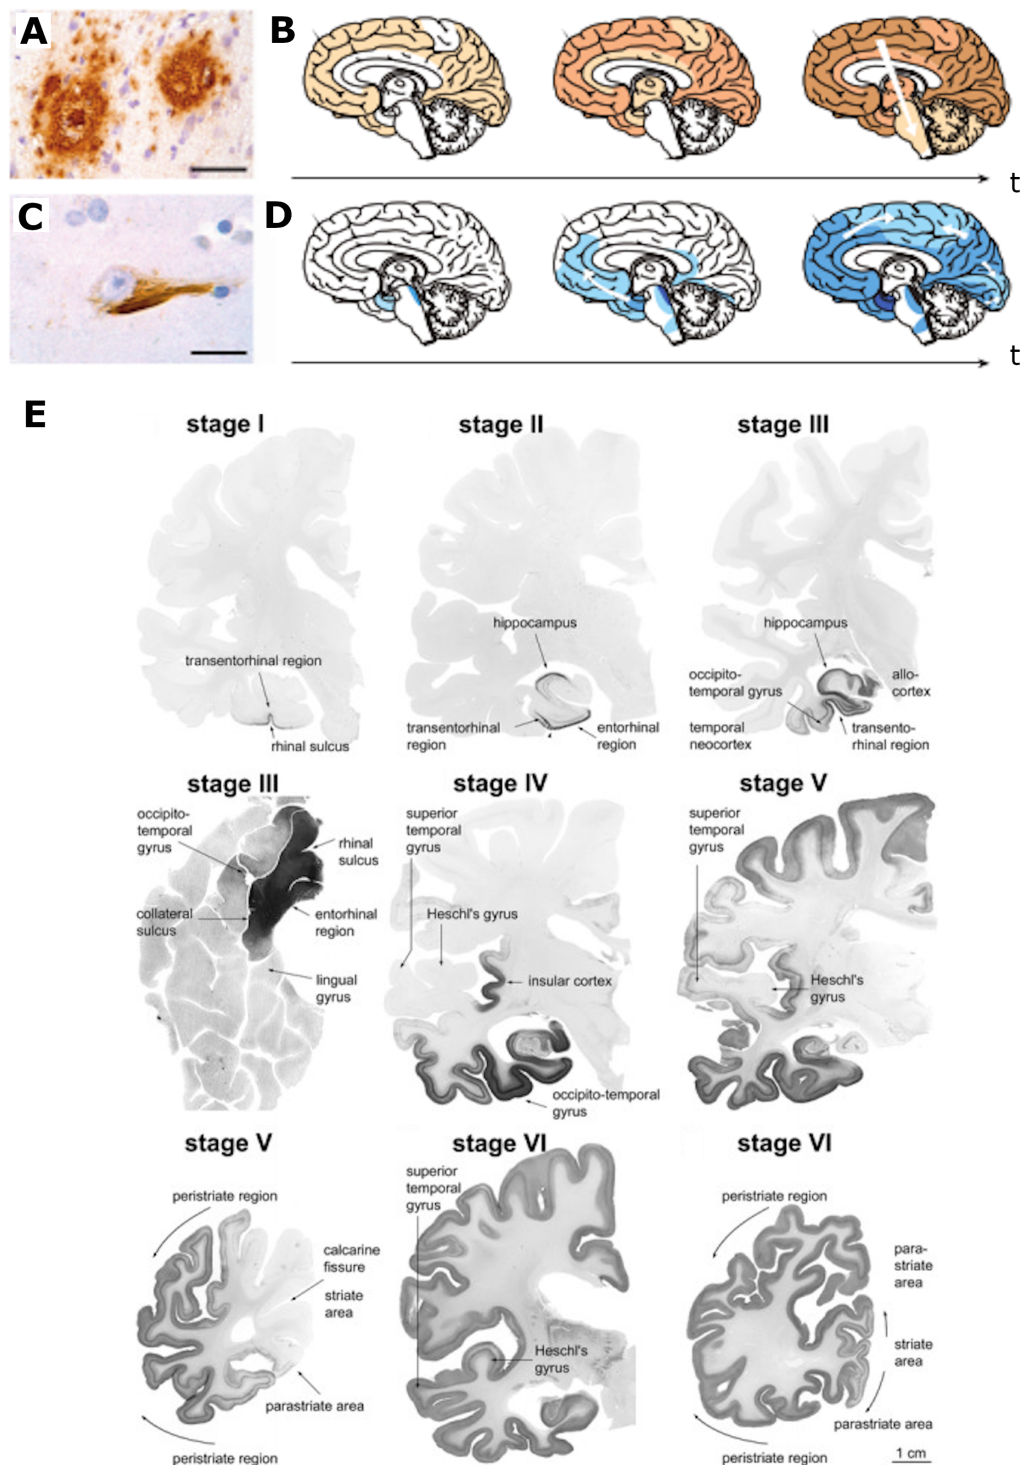 A
B
t
C
D
t
E
stage I
stage II
stage III
transentorhinal region
rhinal sulcus
hippocampus
transentorhinal
region
entorhinal
region
hippocampus
occipito-
temporal gyrus
allo-
cortex
temporal
neocortex
transento-
rhinal region
stage III
stage IV
stage V
occipito-
temporal
gyrus
rhinal
sulcus
collateral
sulcus
entorhinal
region
lingual
gyrus
superior
temporal
gyrus
Heschl's gyrus
insular cortex
occipito-temporal
gyrus
superior
temporal
gyrus
Heschl's
gyrus
stage V
stage VI
stage VI
peristriate region
calcarine
fissure
striate
area
parastriate area
peristriate region
superior
temporal
gyrus
Heschl's
gyrus
peristriate region
para-
striate
area
striate
area
parastriate area
peristriate region
1 cm